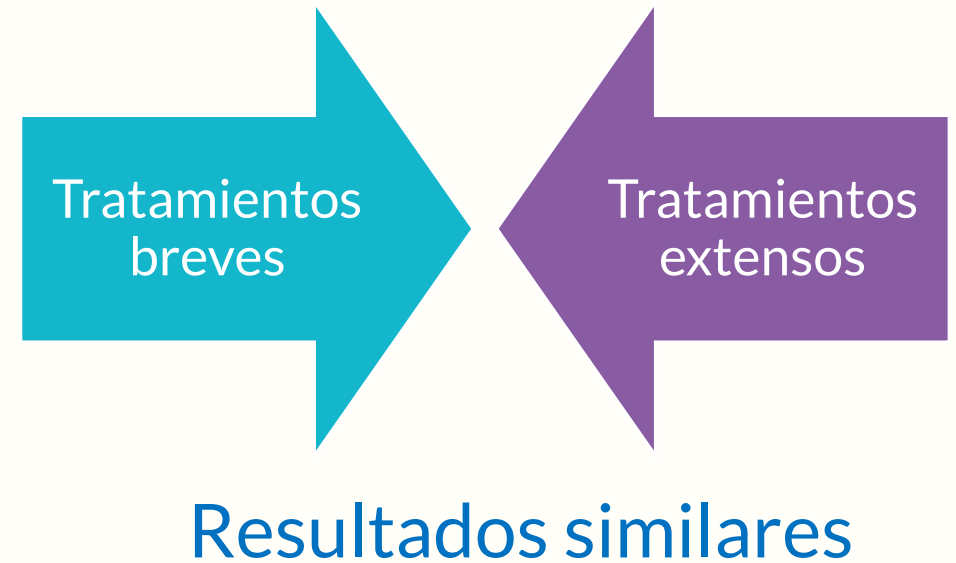 Tratamientos
breves
Tratamientos
extensos
Resultados similares